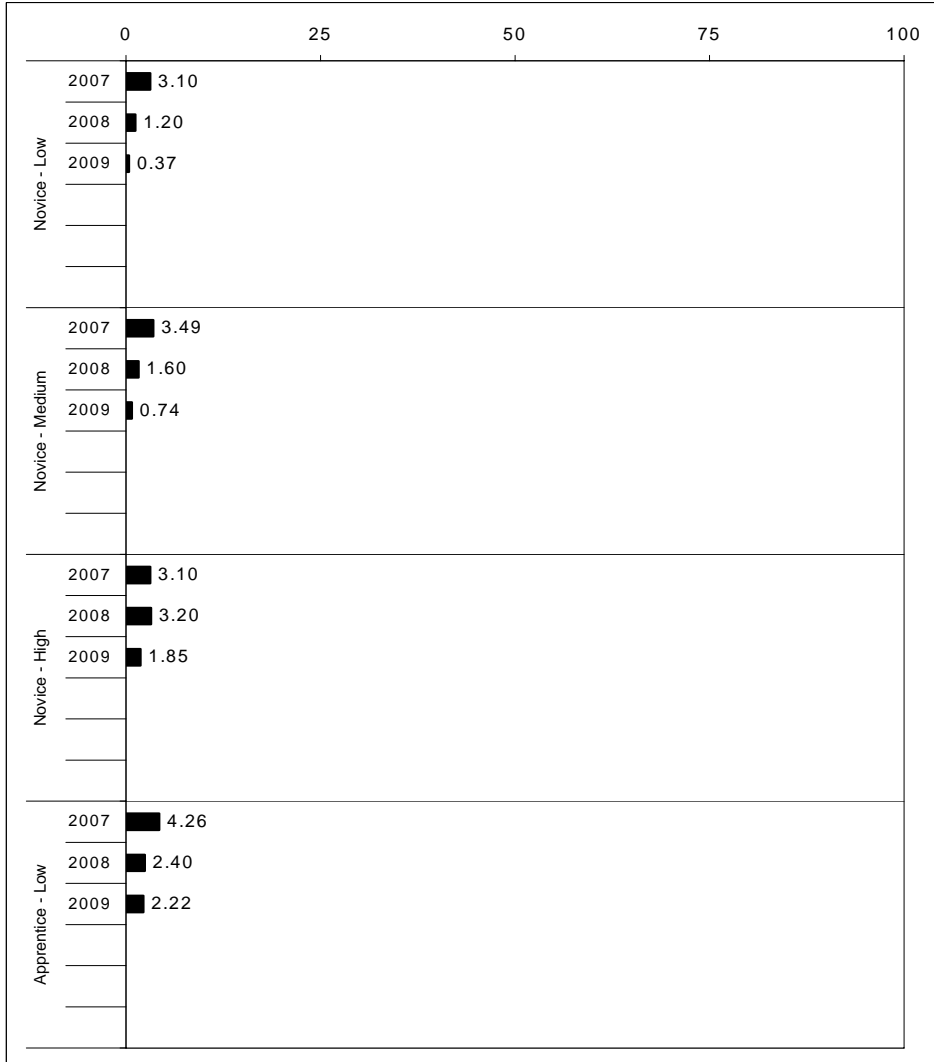 0 25 50 75 100
Novice - Low
2007 3.10
2008 1.20
2009 0.37
Novice - Medium
2007 3.49
2008 1.60
2009 0.74
Novice - High
2007 3.10
2008 3.20
2009 1.85
Apprentice - Low
2007 4.26
2008 2.40
2009 2.22